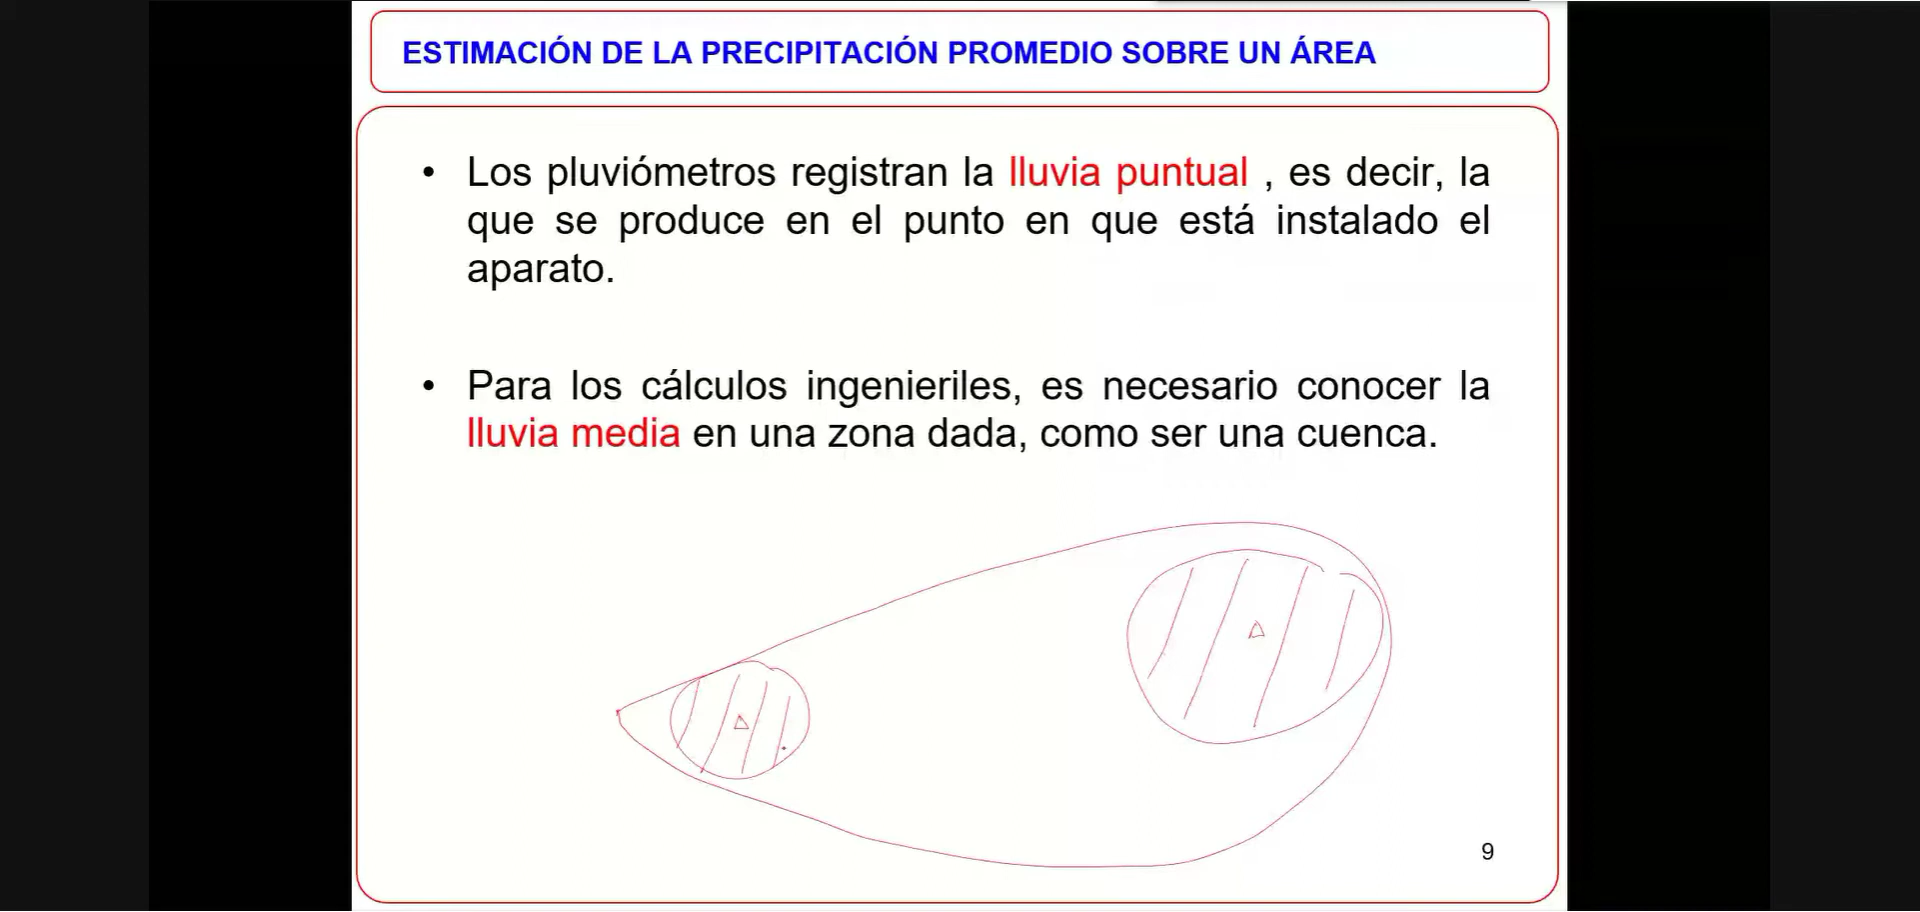 ESTIMACIÓN DE LA PRECIPITACIÓN PROMEDIO SOBRE UN ÁREA
• Los pluviómetros registran la lluvia puntual , es decir, la
que se produce en el punto en que está instalado el
aparato.
• Para los cálculos ingenieriles, es necesario conocer la
lluvia media en una zona dada, como ser una cuenca.
9